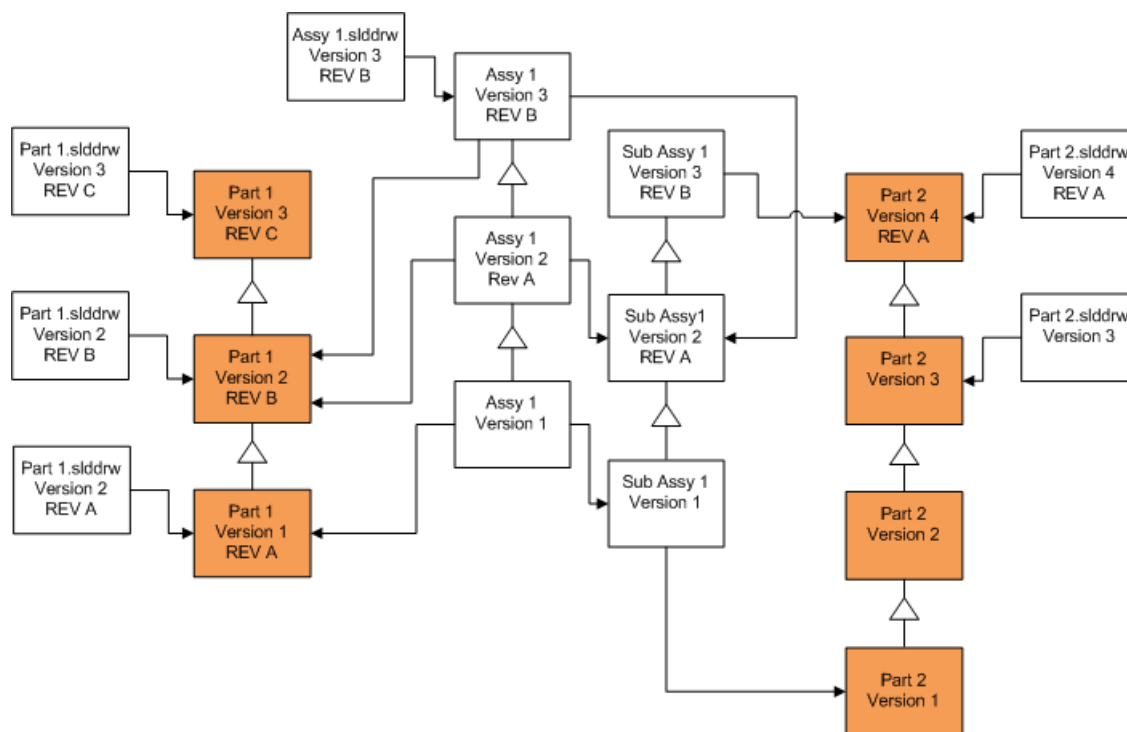 Assy 1.slddrw
Version 3
REV B
Assy 1
Version 3
REV B
Part 1.slddrw
Version 3
REV C
Part 1
Version 3
REV C
Sub Assy 1
Version 3
REV B
Part 2
Version 4
REV A
Part 2.slddrw
Version 4
REV A
Assy 1
Version 2
Rev A
Part 1.slddrw
Version 2
REV B
Part 1
Version 2
REV B
Sub Assy1
Version 2
REV A
Part 2
Version 3
Part 2.slddrw
Version 3
Assy 1
Version 1
Part 1.slddrw
Version 2
REV A
Part 1
Version 1
REV A
Sub Assy 1
Version 1
Part 2
Version 2
Part 2
Version 1